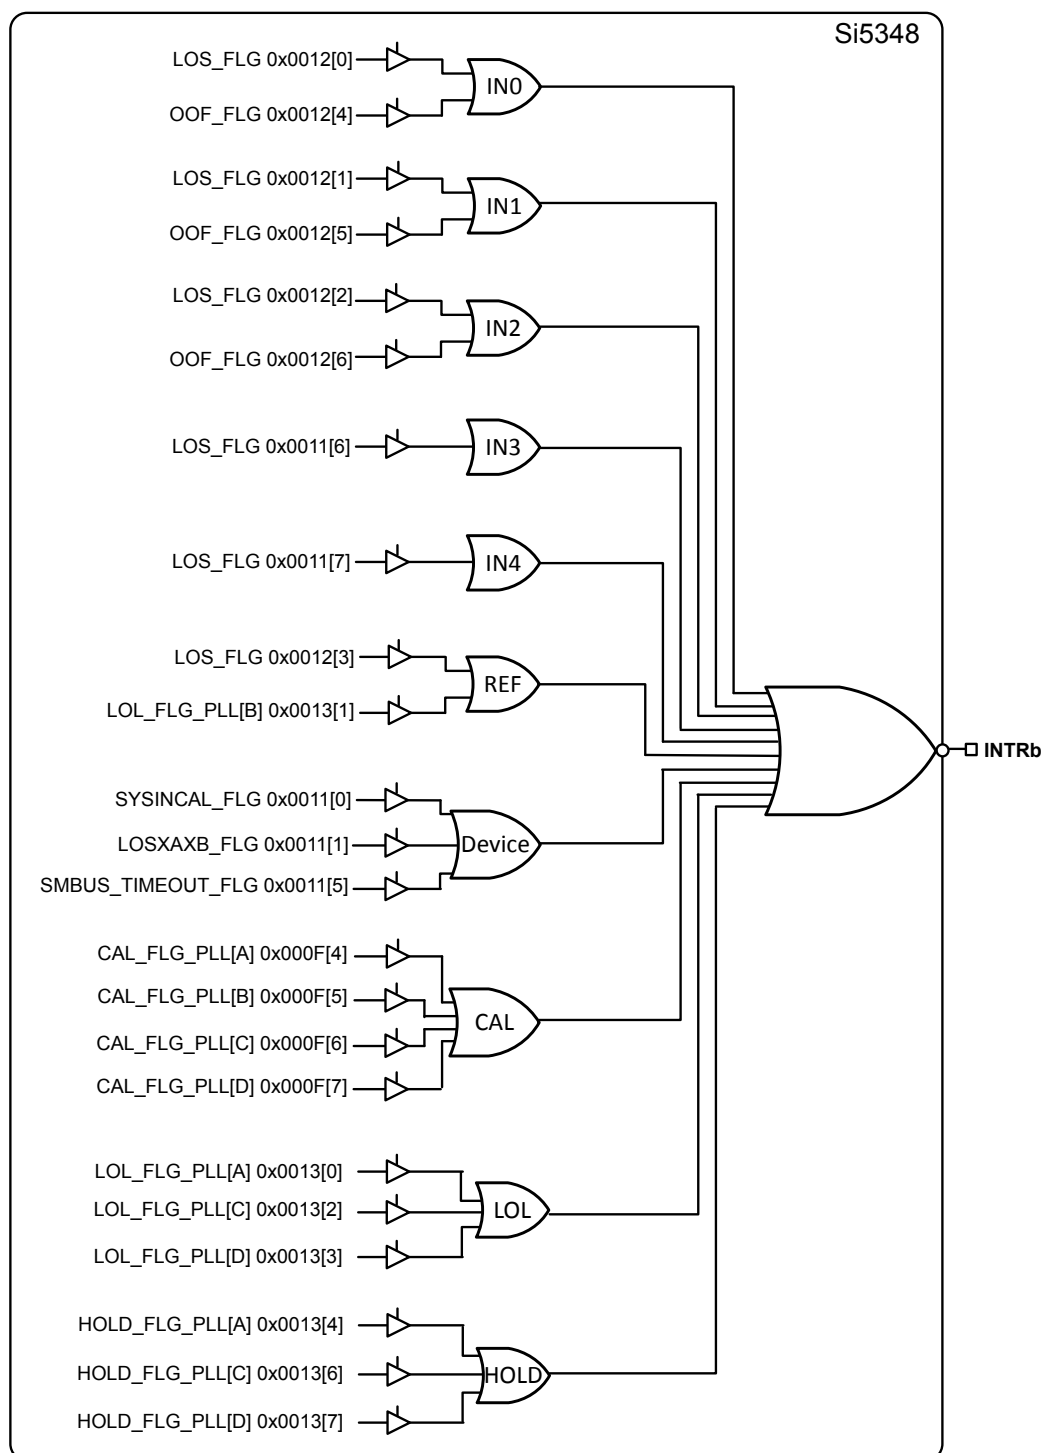 Si5348
LOS_FLG 0x0012[0]
IN0
OOF_FLG 0x0012[4]
LOS_FLG 0x0012[1]
IN1
OOF_FLG 0x0012[5]
LOS_FLG 0x0012[2]
IN2
OOF_FLG 0x0012[6]
LOS_FLG 0x0011[6]
IN3
LOS_FLG 0x0011[7]
IN4
LOS_FLG 0x0012[3]
REF
LOL_FLG_PLL[B] 0x0013[1]
INTRb
SYSINCAL_FLG 0x0011[0]
LOSXAXB_FLG 0x0011[1]
Device
SMBUS_TIMEOUT_FLG 0x0011[5]
CAL_FLG_PLL[A] 0x000F[4]
CAL_FLG_PLL[B] 0x000F[5]
CAL
CAL_FLG_PLL[C] 0x000F[6]
CAL_FLG_PLL[D] 0x000F[7]
LOL_FLG_PLL[A] 0x0013[0]
LOL_FLG_PLL[C] 0x0013[2]
LOL
LOL_FLG_PLL[D] 0x0013[3]
HOLD_FLG_PLL[A] 0x0013[4]
HOLD_FLG_PLL[C] 0x0013[6]
HOLD
HOLD_FLG_PLL[D] 0x0013[7]